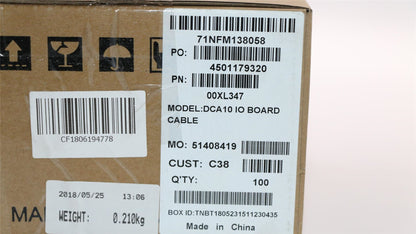 71NFM138058
PO:
4501179320
PN:
00XL347
MODEL:DCA10 IO BOARD
CABLE
MO: 51408419
CUST: C38
Q'TY: 100
BOX ID:TNBT1805231511230435
Made in China
CF1806194778
2018/05/25 13:06
WEIGHT: 0.210kg
MA